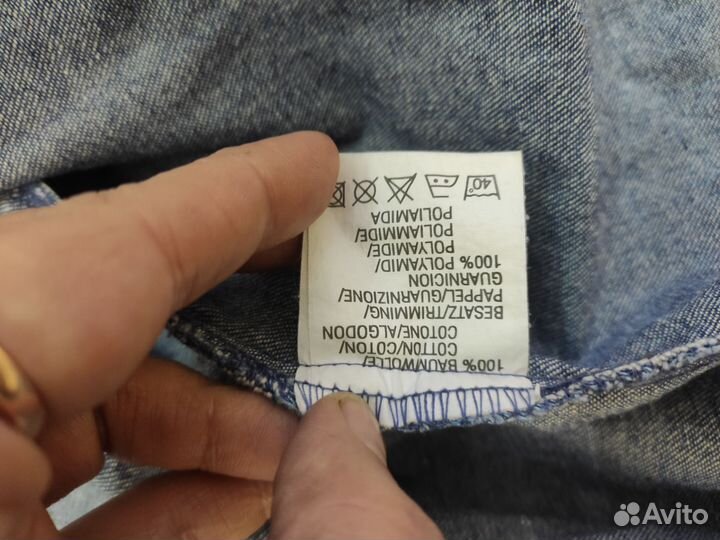 100% BAUMWOLLE/
COTTON/COTON/
COTONE/ALGODON
BESATZ/TRIMMING/
PAPPEL/GUARNIZIONE/
GUARNICION
100% POLYAMID/
POLYAMIDE/
POLIAMMIDE/
POLIAMIDA
40°
Avito